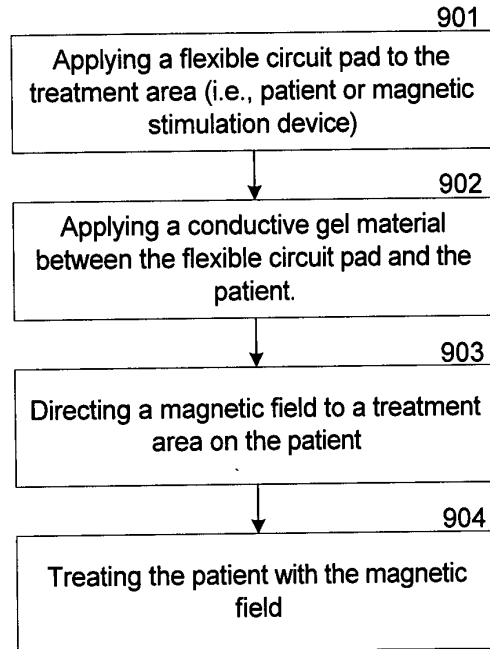 901
Applying a flexible circuit pad to the
treatment area (i.e., patient or magnetic
stimulation device)
902
Applying a conductive gel material
between the flexible circuit pad and the
patient.
903
Directing a magnetic field to a treatment
area on the patient
904
Treating the patient with the magnetic
field